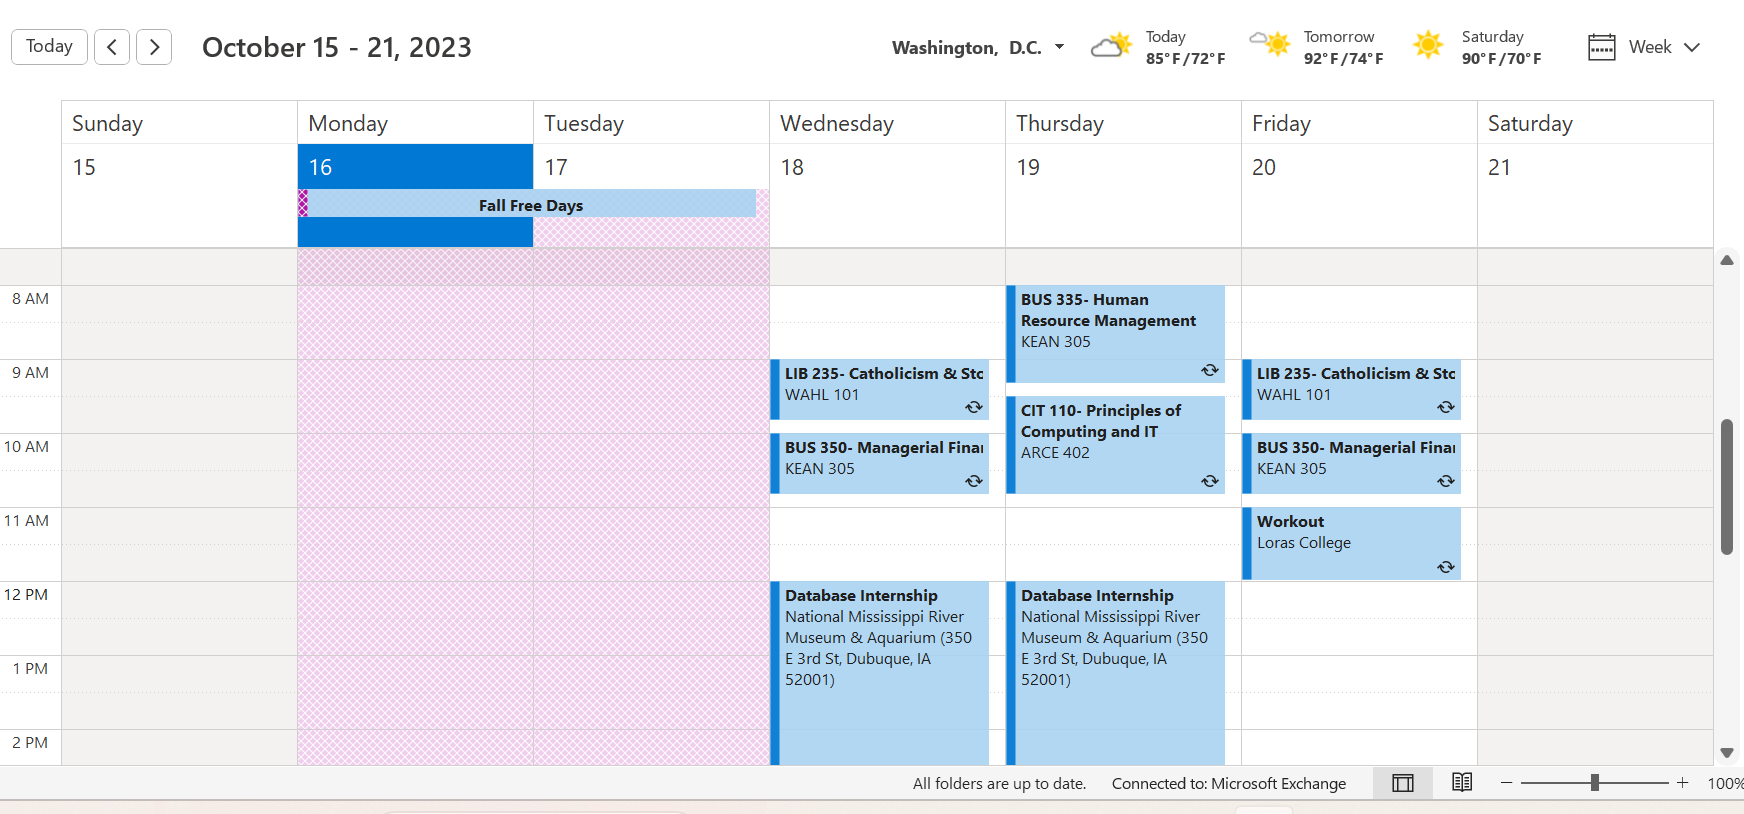 Today
October 15 - 21, 2023
Washington, D.C.
Today
85°F/72°F
Tomorrow
92°F/74°F
Saturday
90°F/70°F
Week
Sunday
Monday
Tuesday
Wednesday
Thursday
Friday
Saturday
15
16
17
18
19
20
21
Fall Free Days
8 AM
9 AM
10 AM
11 AM
12 PM
1 PM
2 PM
LIB 235- Catholicism & Sto
WAHL 101
BUS 350- Managerial Finan
KEAN 305
Database Internship
National Mississippi River
Museum & Aquarium (350
E 3rd St, Dubuque, IA
52001)
BUS 335- Human
Resource Management
KEAN 305
CIT 110- Principles of
Computing and IT
ARCE 402
Database Internship
National Mississippi River
Museum & Aquarium (350
E 3rd St, Dubuque, IA
52001)
LIB 235- Catholicism & Sto
WAHL 101
BUS 350- Managerial Finan
KEAN 305
Workout
Loras College
All folders are up to date.
Connected to: Microsoft Exchange
100%